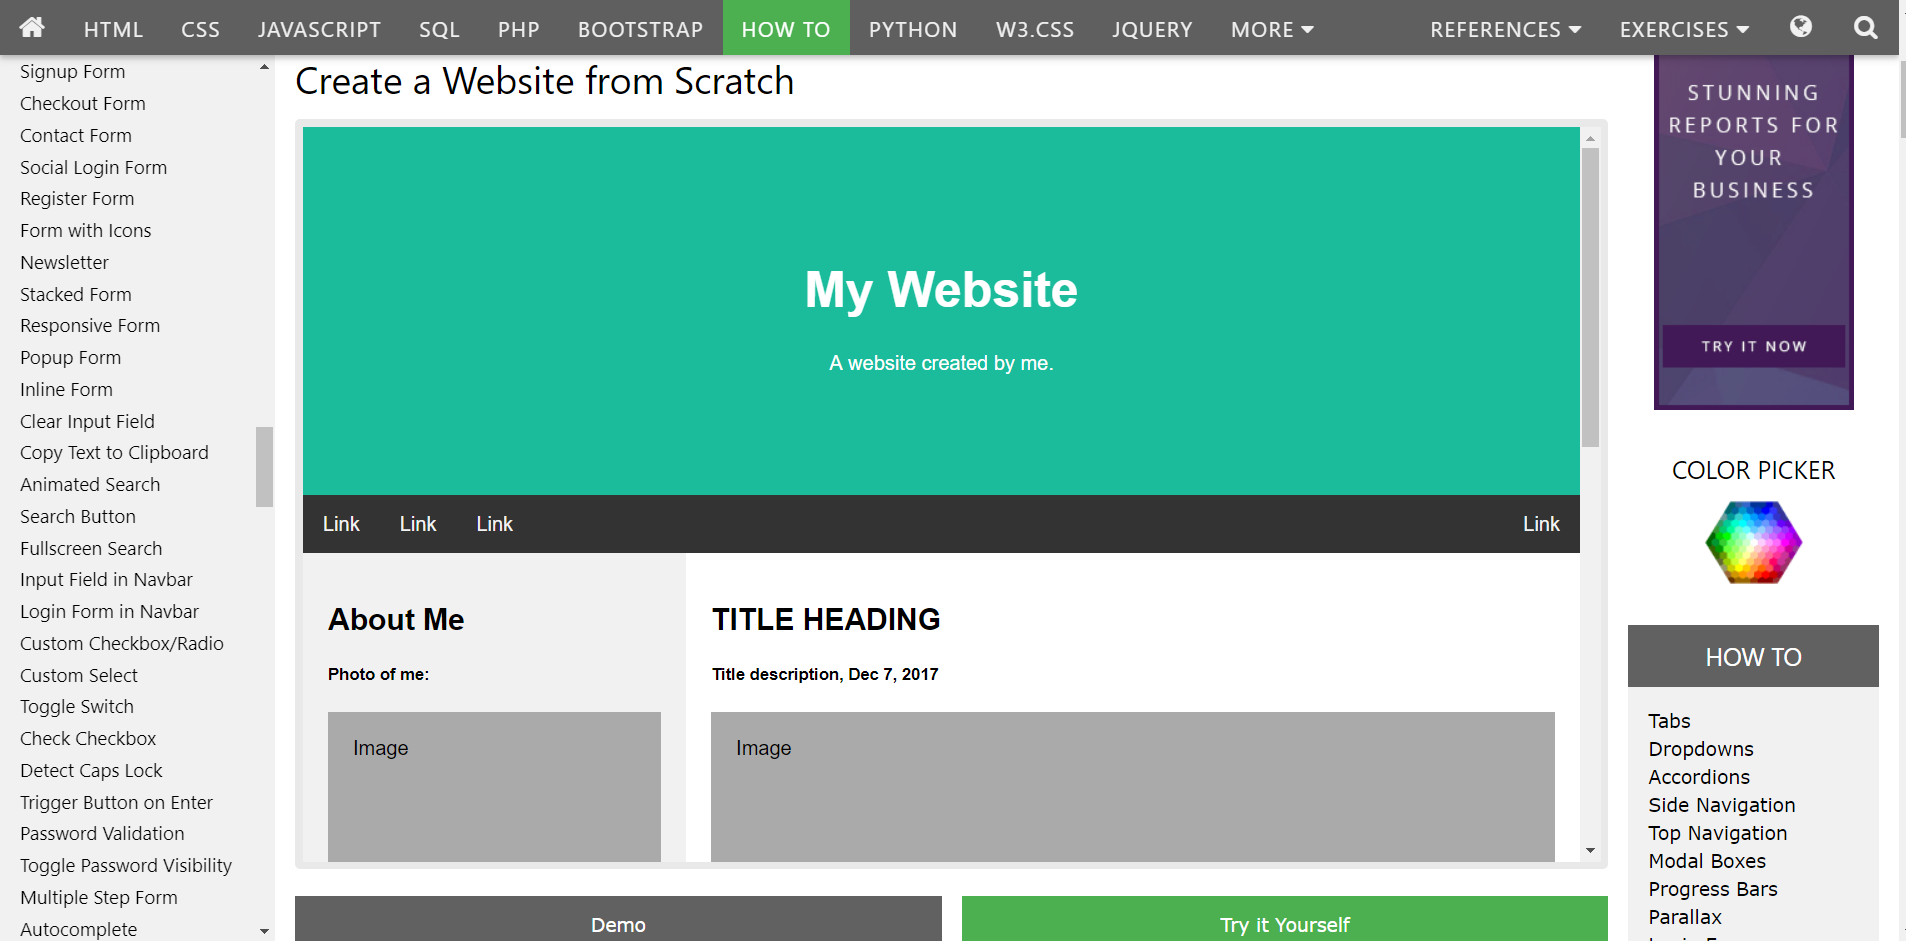 HTML CSS JAVASCRIPT SQL PHP BOOTSTRAP HOW TO PYTHON W3.CSS JQUERY MORE REFERENCES EXERCISES
Signup Form
Checkout Form
Contact Form
Social Login Form
Register Form
Form with Icons
Newsletter
Stacked Form
Responsive Form
Popup Form
Inline Form
Clear Input Field
Copy Text to Clipboard
Animated Search
Search Button
Fullscreen Search
Input Field in Navbar
Login Form in Navbar
Custom Checkbox/Radio
Custom Select
Toggle Switch
Check Checkbox
Detect Caps Lock
Trigger Button on Enter
Password Validation
Toggle Password Visibility
Multiple Step Form
Autocomplete
Create a Website from Scratch
My Website
A website created by me.
Link Link Link Link
About Me
Photo of me:
Image
TITLE HEADING
Title description, Dec 7, 2017
Image
Demo
Try it Yourself
STUNNING
REPORTS FOR
YOUR
BUSINESS
TRY IT NOW
COLOR PICKER
HOW TO
Tabs
Dropdowns
Accordions
Side Navigation
Top Navigation
Modal Boxes
Progress Bars
Parallax